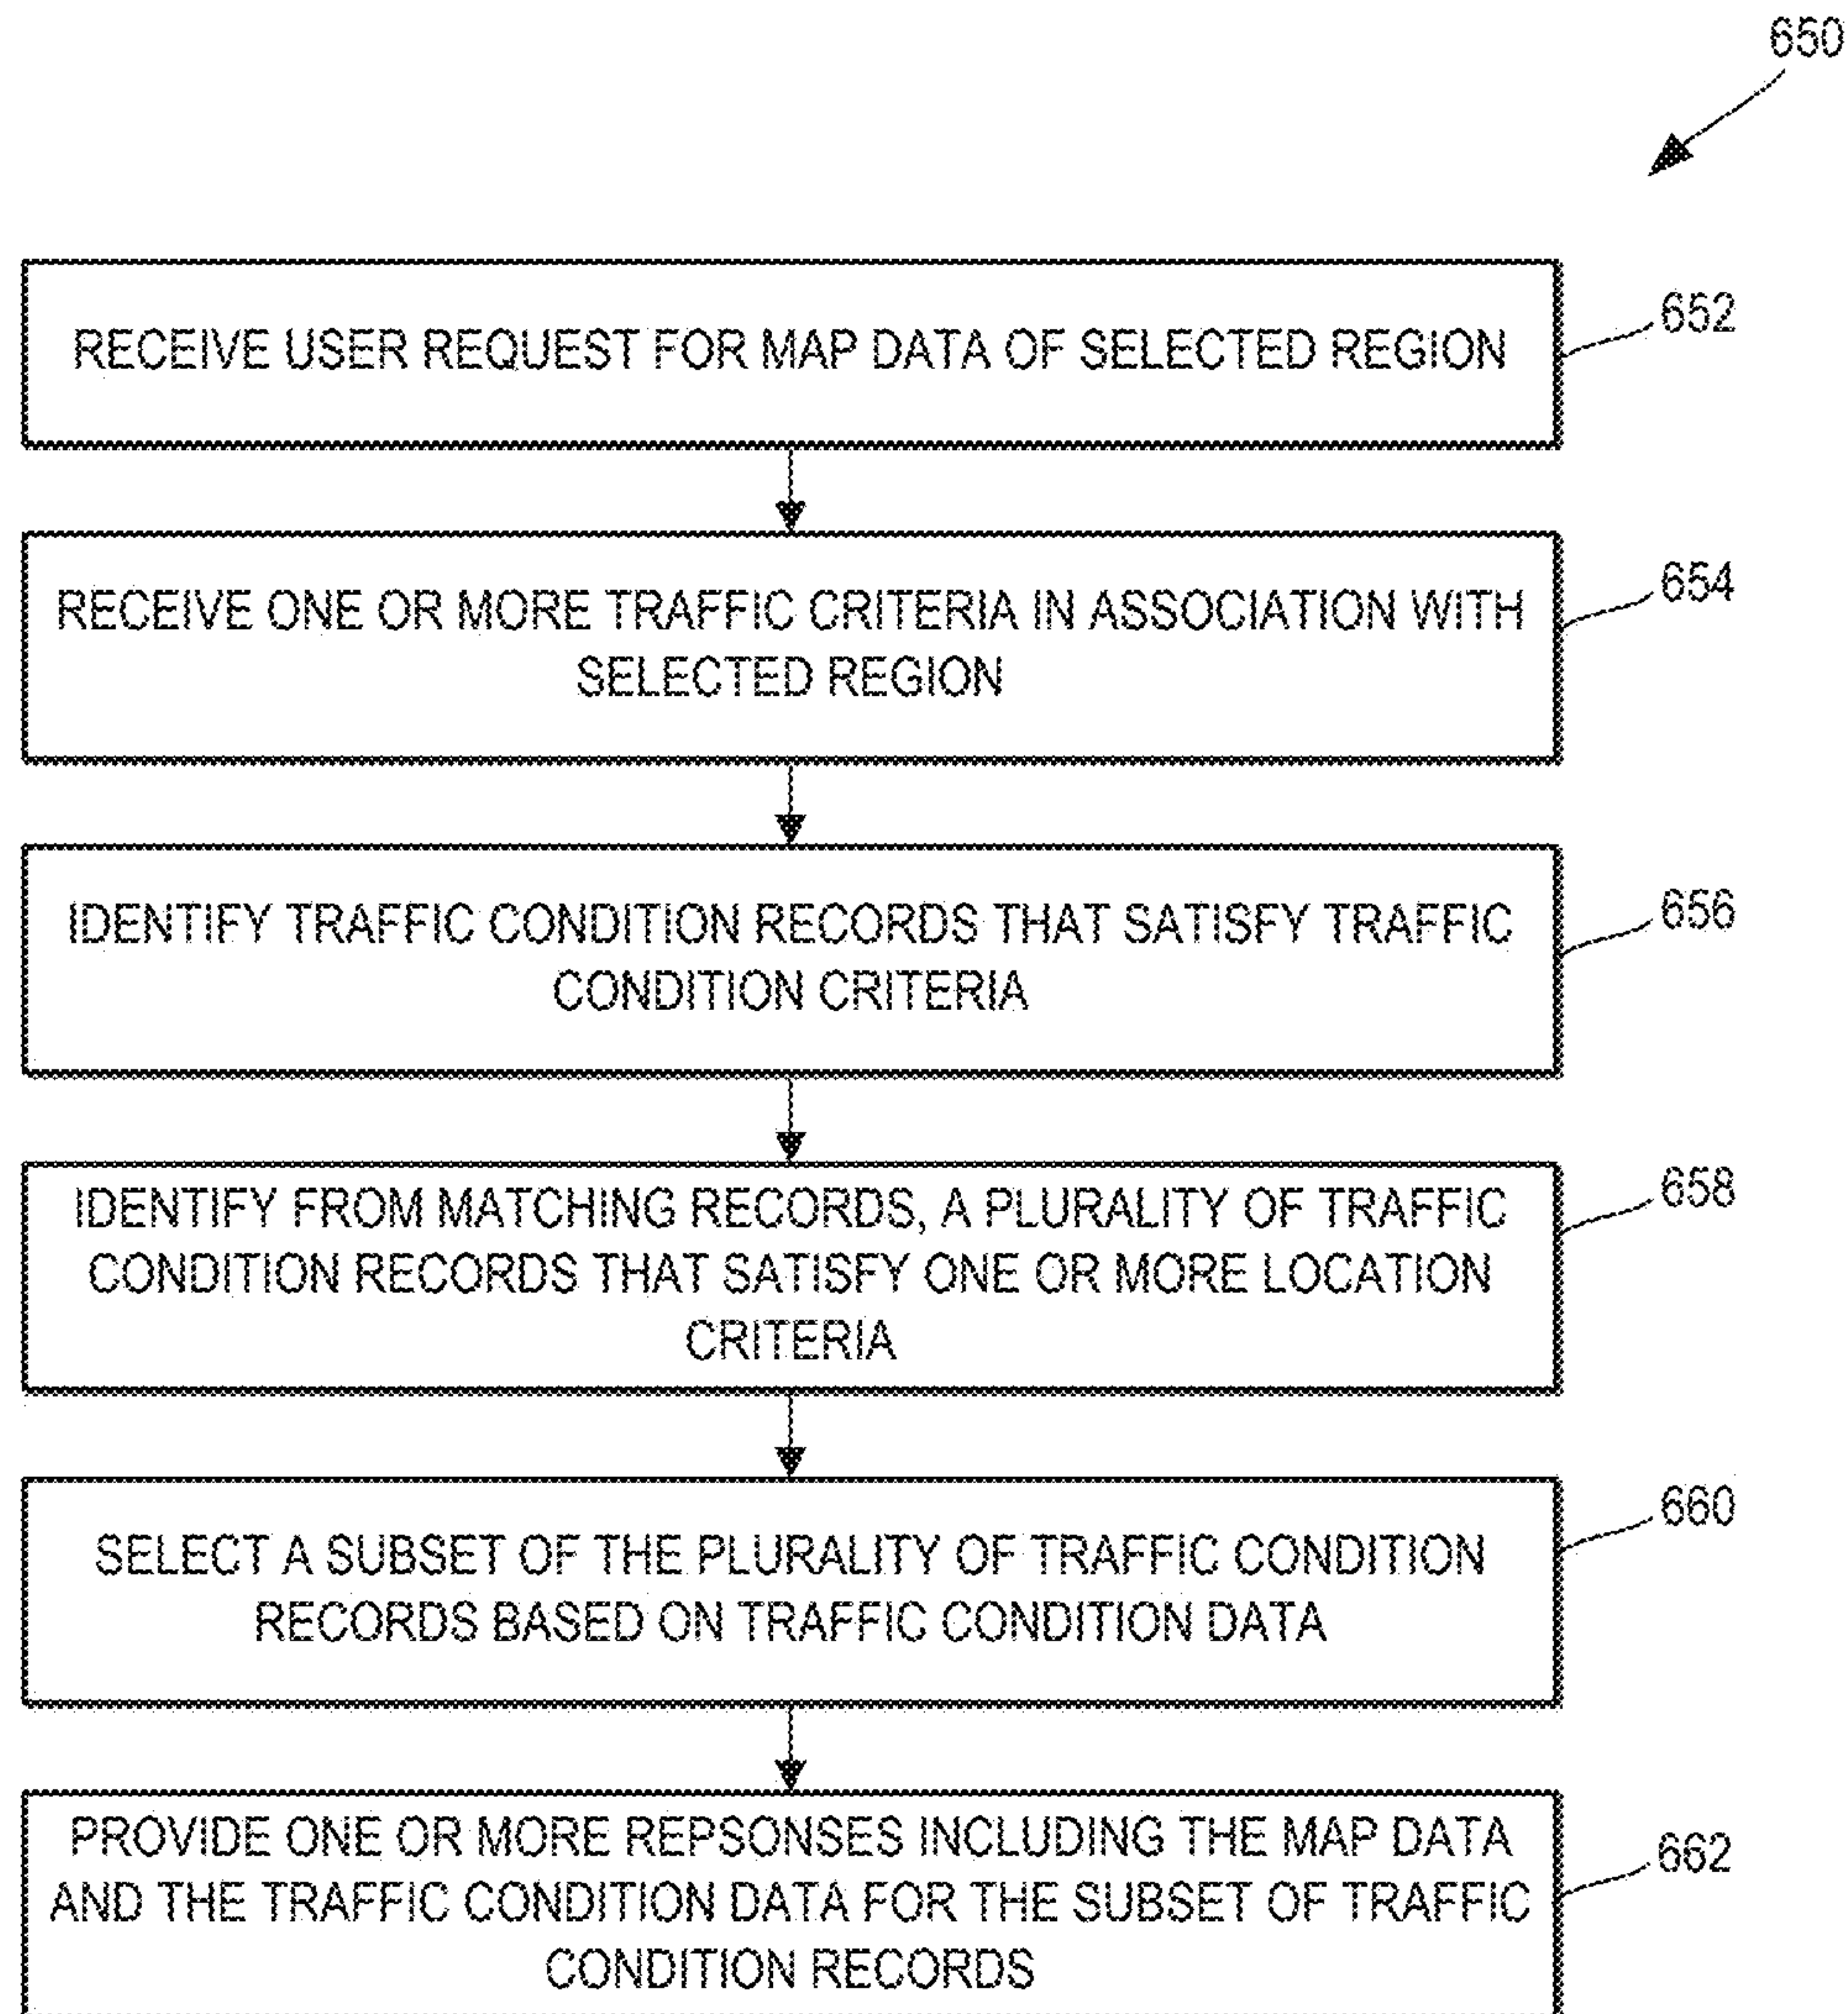 650
RECEIVE USER REQUEST FOR MAP DATA OF SELECTED REGION
652
RECEIVE ONE OR MORE TRAFFIC CRITERIA IN ASSOCIATION WITH
SELECTED REGION
654
IDENTIFY TRAFFIC CONDITION RECORDS THAT SATISFY TRAFFIC
CONDITION CRITERIA
656
IDENTIFY FROM MATCHING RECORDS, A PLURALITY OF TRAFFIC
CONDITION RECORDS THAT SATISFY ONE OR MORE LOCATION
CRITERIA
658
SELECT A SUBSET OF THE PLURALITY OF TRAFFIC CONDITION
RECORDS BASED ON TRAFFIC CONDITION DATA
660
PROVIDE ONE OR MORE REPSONSES INCLUDING THE MAP DATA
AND THE TRAFFIC CONDITION DATA FOR THE SUBSET OF TRAFFIC
CONDITION RECORDS
662